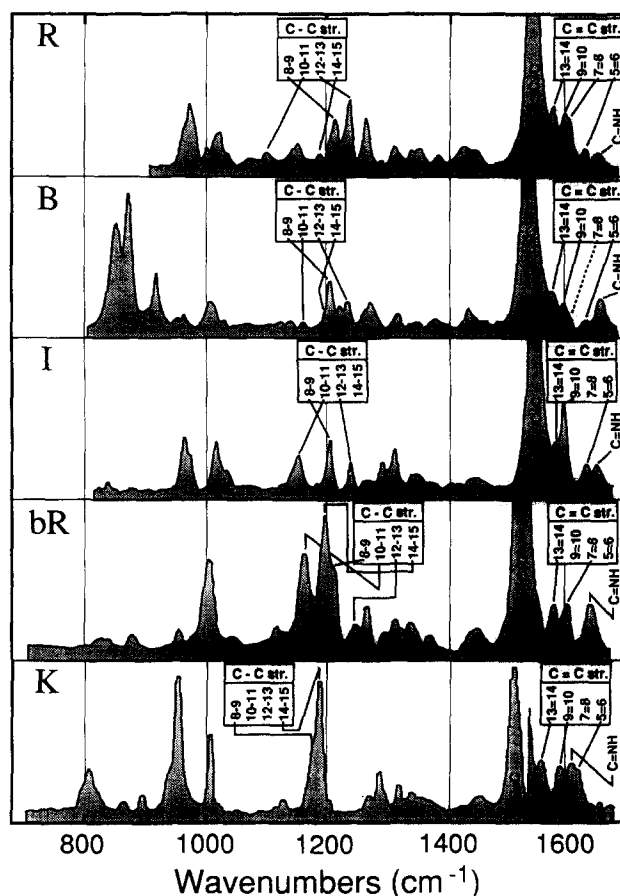 R
C - C str.
8-9
10-11
12-13
14-15
C = C str.
13=14
9=10
7=8
5=6
C=NH
B
C - C str.
8-9
10-11
12-13
14-15
C = C str.
13=14
9=10
7=8
5=6
C=NH
I
C - C str.
8-9
10-11
12-13
14-15
C = C str.
13=14
9=10
7=8
5=6
C=NH
bR
C - C str.
8-9
10-11
12-13
14-15
C = C str.
13=14
9=10
7=8
5=6
C=NH
K
C - C str.
8-9
10-11
12-13
14-15
C = C str.
13=14
9=10
7=8
5=6
C=NH
800 1000 1200 1400 1600
Wavenumbers (cm⁻¹)